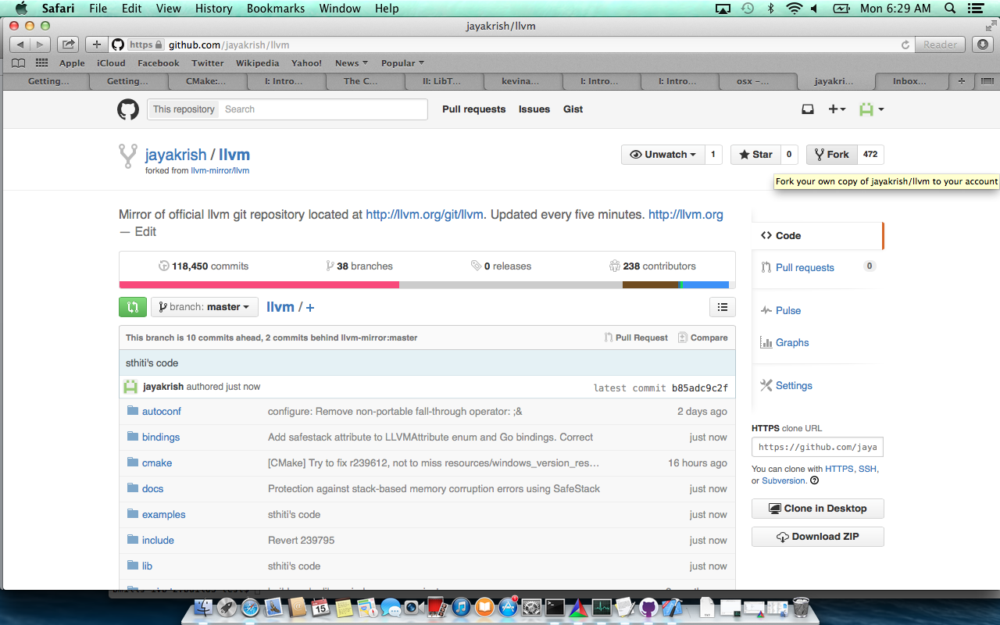 Safari File Edit View History Bookmarks Window Help Mon 6:29 AM
jayakrish/llvm
https github.com/jayakrish/llvm Reader
Apple iCloud Facebook Twitter Wikipedia Yahoo! News Popular
Getting... Getting... CMake:... I: Intro... The C... II: LibT... kevina... I: Intro... I: Intro... osx –... jayakri... Inbox...
This repository Search Pull requests Issues Gist
jayakrish / llvm Unwatch 1 Star 0 Fork 472
forked from llvm-mirror/llvm
Fork your own copy of jayakrish/llvm to your account
Mirror of official llvm git repository located at http://llvm.org/git/llvm. Updated every five minutes. http://llvm.org
— Edit
118,450 commits 38 branches 0 releases 238 contributors
branch: master llvm / +
This branch is 10 commits ahead, 2 commits behind llvm-mirror:master Pull Request Compare
sthiti's code
jayakrish authored just now latest commit b85adc9c2f
autoconf configure: Remove non-portable fall-through operator: ;& 2 days ago
bindings Add safestack attribute to LLVMAttribute enum and Go bindings. Correct just now
cmake [CMake] Try to fix r239612, not to miss resources/windows_version_res… 16 hours ago
docs Protection against stack-based memory corruption errors using SafeStack just now
examples sthiti's code just now
include Revert 239795 just now
lib sthiti's code just now
Code
Pull requests 0
Pulse
Graphs
Settings
HTTPS clone URL
https://github.com/jaya
You can clone with HTTPS, SSH,
or Subversion.
Clone in Desktop
Download ZIP
15